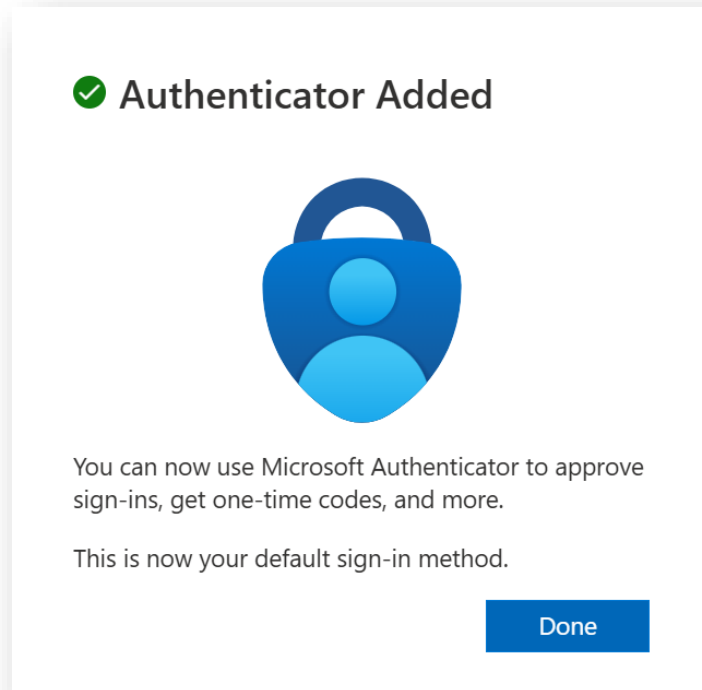 Authenticator Added
You can now use Microsoft Authenticator to approve
sign-ins, get one-time codes, and more.
This is now your default sign-in method.
Done